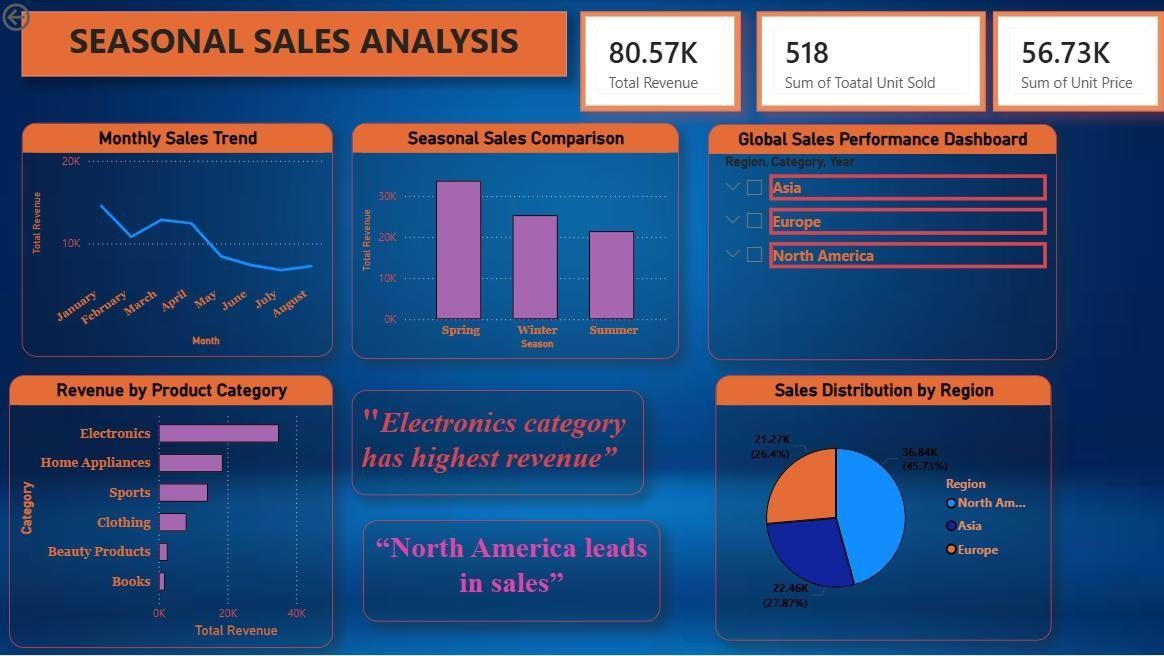 SEASONAL SALES ANALYSIS
80.57K
Total Revenue
518
Sum of Toatal Unit Sold
56.73K
Sum of Unit Price
Monthly Sales Trend
20K
10K
Total Revenue
January
February
March
April
May
June
July
August
Month
Seasonal Sales Comparison
30K
20K
10K
0K
Total Revenue
Spring
Winter
Summer
Season
Global Sales Performance Dashboard
Region, Category, Year
Asia
Europe
North America
Revenue by Product Category
Category
Electronics
Home Appliances
Sports
Clothing
Beauty Products
Books
0K
20K
40K
Total Revenue
"Electronics category
has highest revenue”
“North America leads
in sales”
Sales Distribution by Region
21.27K
(26.4%)
36.84K
(45.73%)
22.46K
(27.87%)
Region
North Am...
Asia
Europe